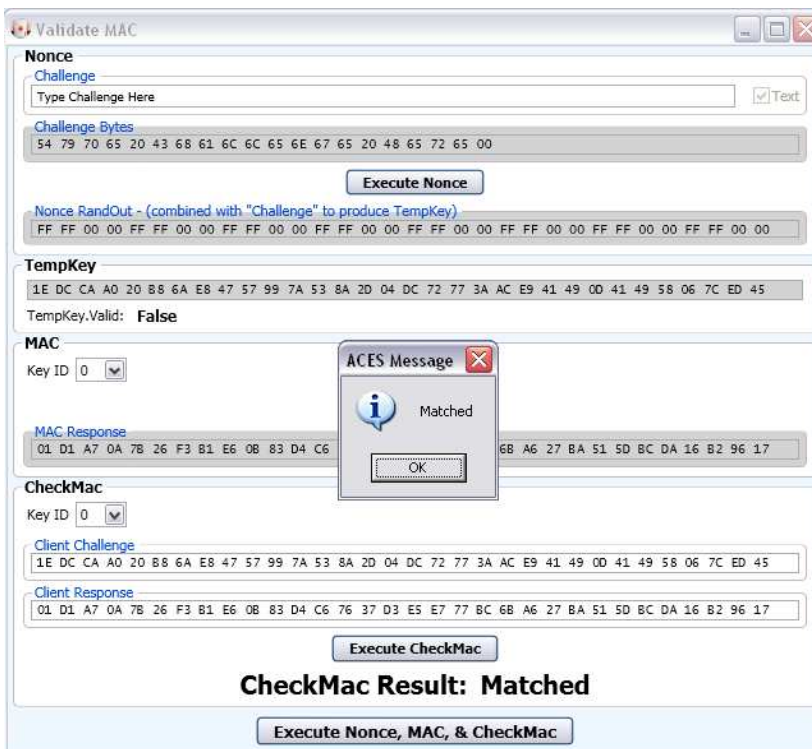 Validate MAC
Nonce
Challenge
Type Challenge Here
Text
Challenge Bytes
54 79 70 65 20 43 68 61 6C 6C 65 6E 67 65 20 48 65 72 65 00
Execute Nonce
Nonce RandOut - (combined with "Challenge" to produce TempKey)
FF FF 00 00 FF FF 00 00 FF FF 00 00 FF FF 00 00 FF FF 00 00 FF FF 00 00 FF FF 00 00 FF FF 00 00
TempKey
1E DC CA A0 20 B8 6A E8 47 57 99 7A 53 8A 2D 04 DC 72 77 3A AC E9 41 49 0D 41 49 58 06 7C ED 45
TempKey.Valid: False
MAC
Key ID 0
ACES Message
Matched
OK
MAC Response
01 D1 A7 0A 7B 26 F3 B1 E6 0B 83 D4 C6 6B A6 27 BA 51 5D BC DA 16 B2 96 17
CheckMac
Key ID 0
Client Challenge
1E DC CA A0 20 B8 6A E8 47 57 99 7A 53 8A 2D 04 DC 72 77 3A AC E9 41 49 0D 41 49 58 06 7C ED 45
Client Response
01 D1 A7 0A 7B 26 F3 B1 E6 0B 83 D4 C6 76 37 D3 E5 E7 77 BC 6B A6 27 BA 51 5D BC DA 16 B2 96 17
Execute CheckMac
CheckMac Result: Matched
Execute Nonce, MAC, & CheckMac